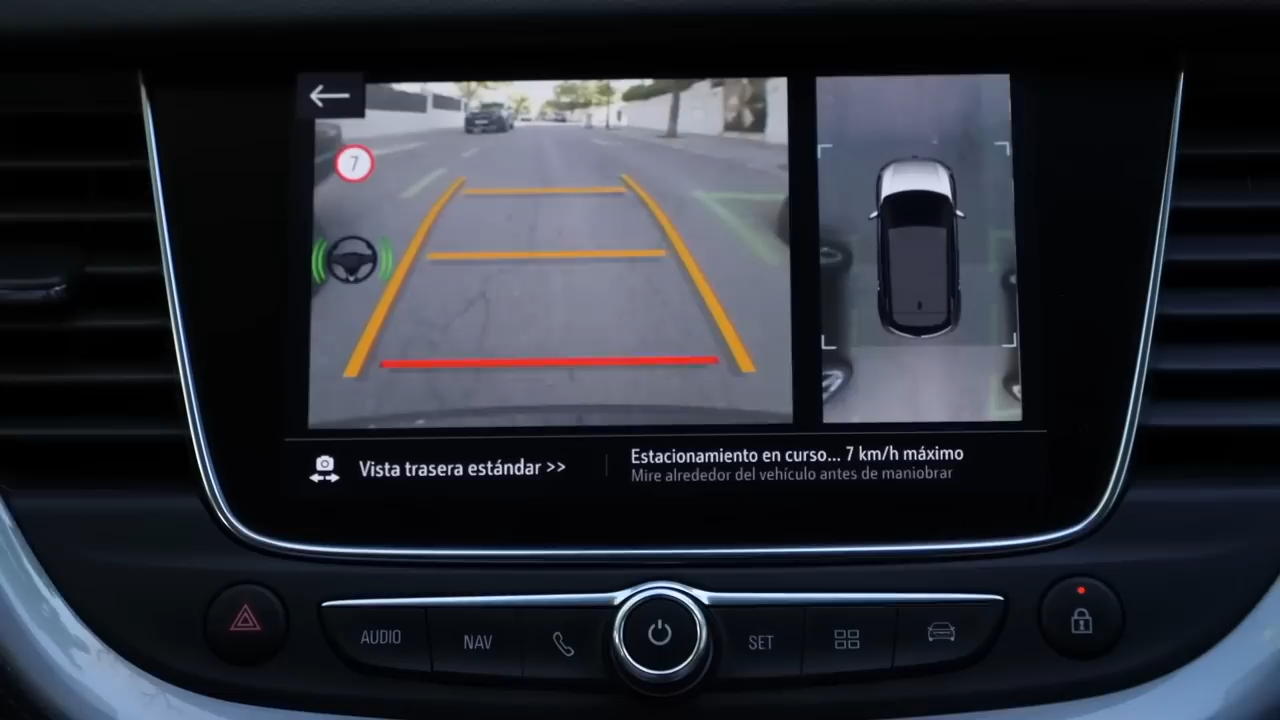 7
Vista trasera estándar >>
Estacionamiento en curso... 7 km/h máximo
Mire alrededor del vehículo antes de maniobrar
AUDIO
NAV
SET